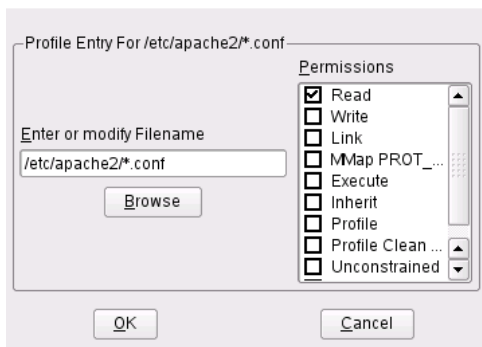 Profile Entry For /etc/apache2/*.conf
Permissions
Read
Write
Link
MMap PROT_...
Execute
Inherit
Profile
Profile Clean ...
Unconstrained
Enter or modify Filename
/etc/apache2/*.conf
Browse
OK
Cancel